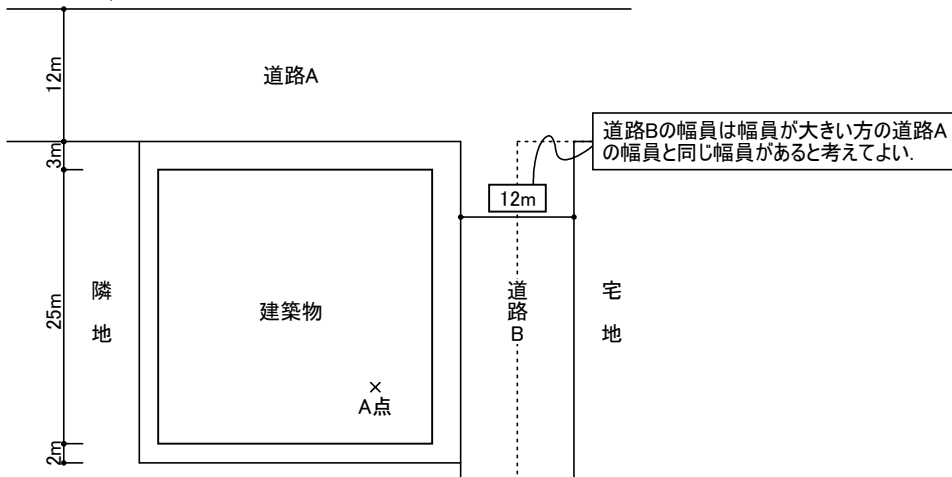 12m
道路A
道路Bの幅員は幅員が大きい方の道路A
の幅員と同じ幅員があると考えてよい.
3m
12m
25m
隣地
建築物
道路B
宅地
A点
2m